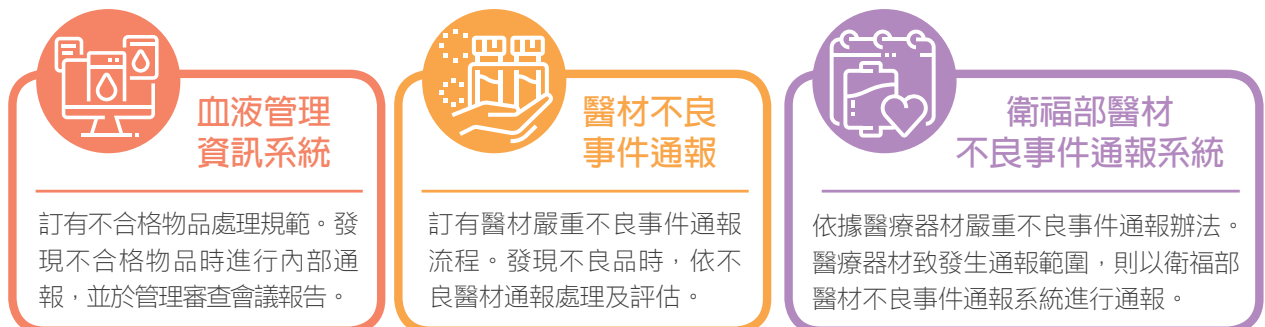 血液管理
資訊系統
訂有不合格物品處理規範。發
現不合格物品時進行內部通
報，並於管理審查會議報告。
醫材不良
事件通報
訂有醫材嚴重不良事件通報
流程。發現不良品時，依不
良醫材通報處理及評估。
衛福部醫材
不良事件通報系統
依據醫療器材嚴重不良事件通報辦法。
醫療器材致發生通報範圍，則以衛福部
醫材不良事件通報系統進行通報。